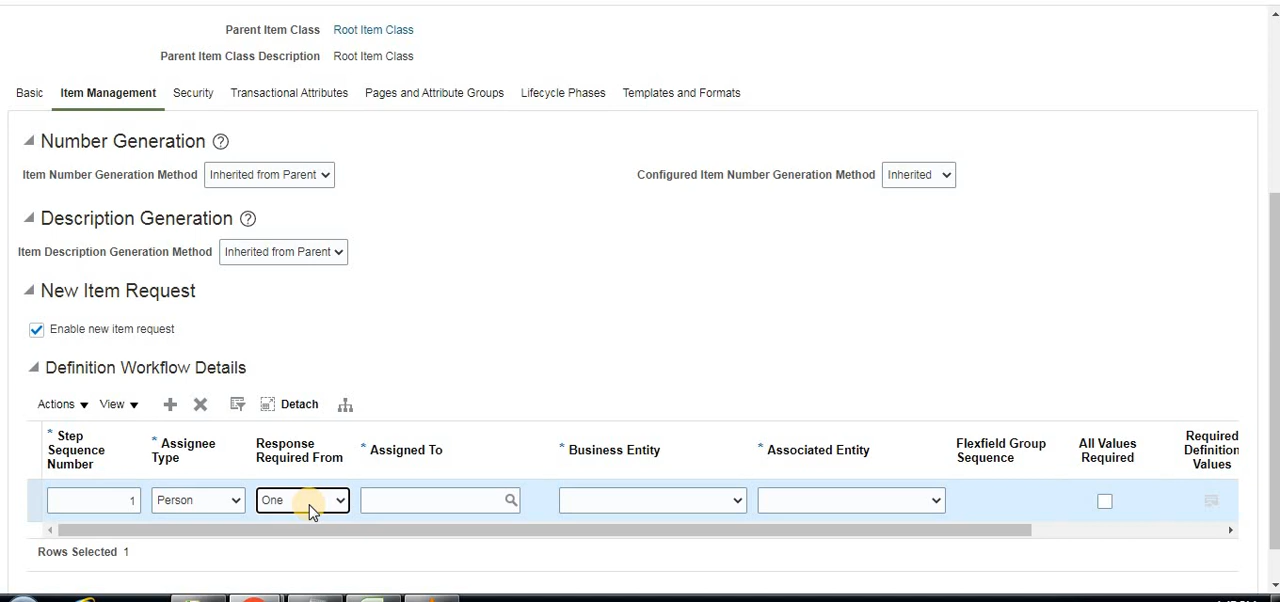 Parent Item Class Root Item Class
Parent Item Class Description Root Item Class
Basic Item Management Security Transactional Attributes Pages and Attribute Groups Lifecycle Phases Templates and Formats
Number Generation ?
Item Number Generation Method Inherited from Parent Configured Item Number Generation Method Inherited
Description Generation ?
Item Description Generation Method Inherited from Parent
New Item Request
Enable new item request
Definition Workflow Details
Actions View Detach
* Step Sequence Number * Assignee Type Response Required From * Assigned To * Business Entity * Associated Entity Flexfield Group Sequence All Values Required Required Definition Values
1 Person One
Rows Selected 1